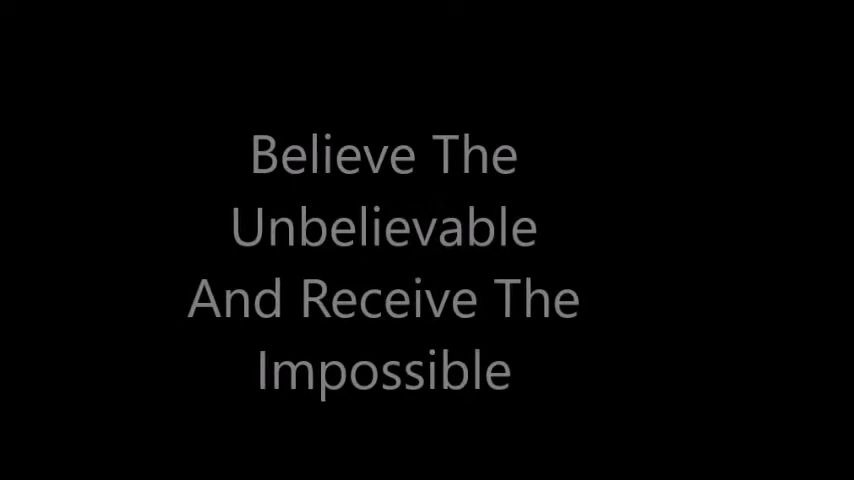 Believe The
Unbelievable
And Receive The
Impossible